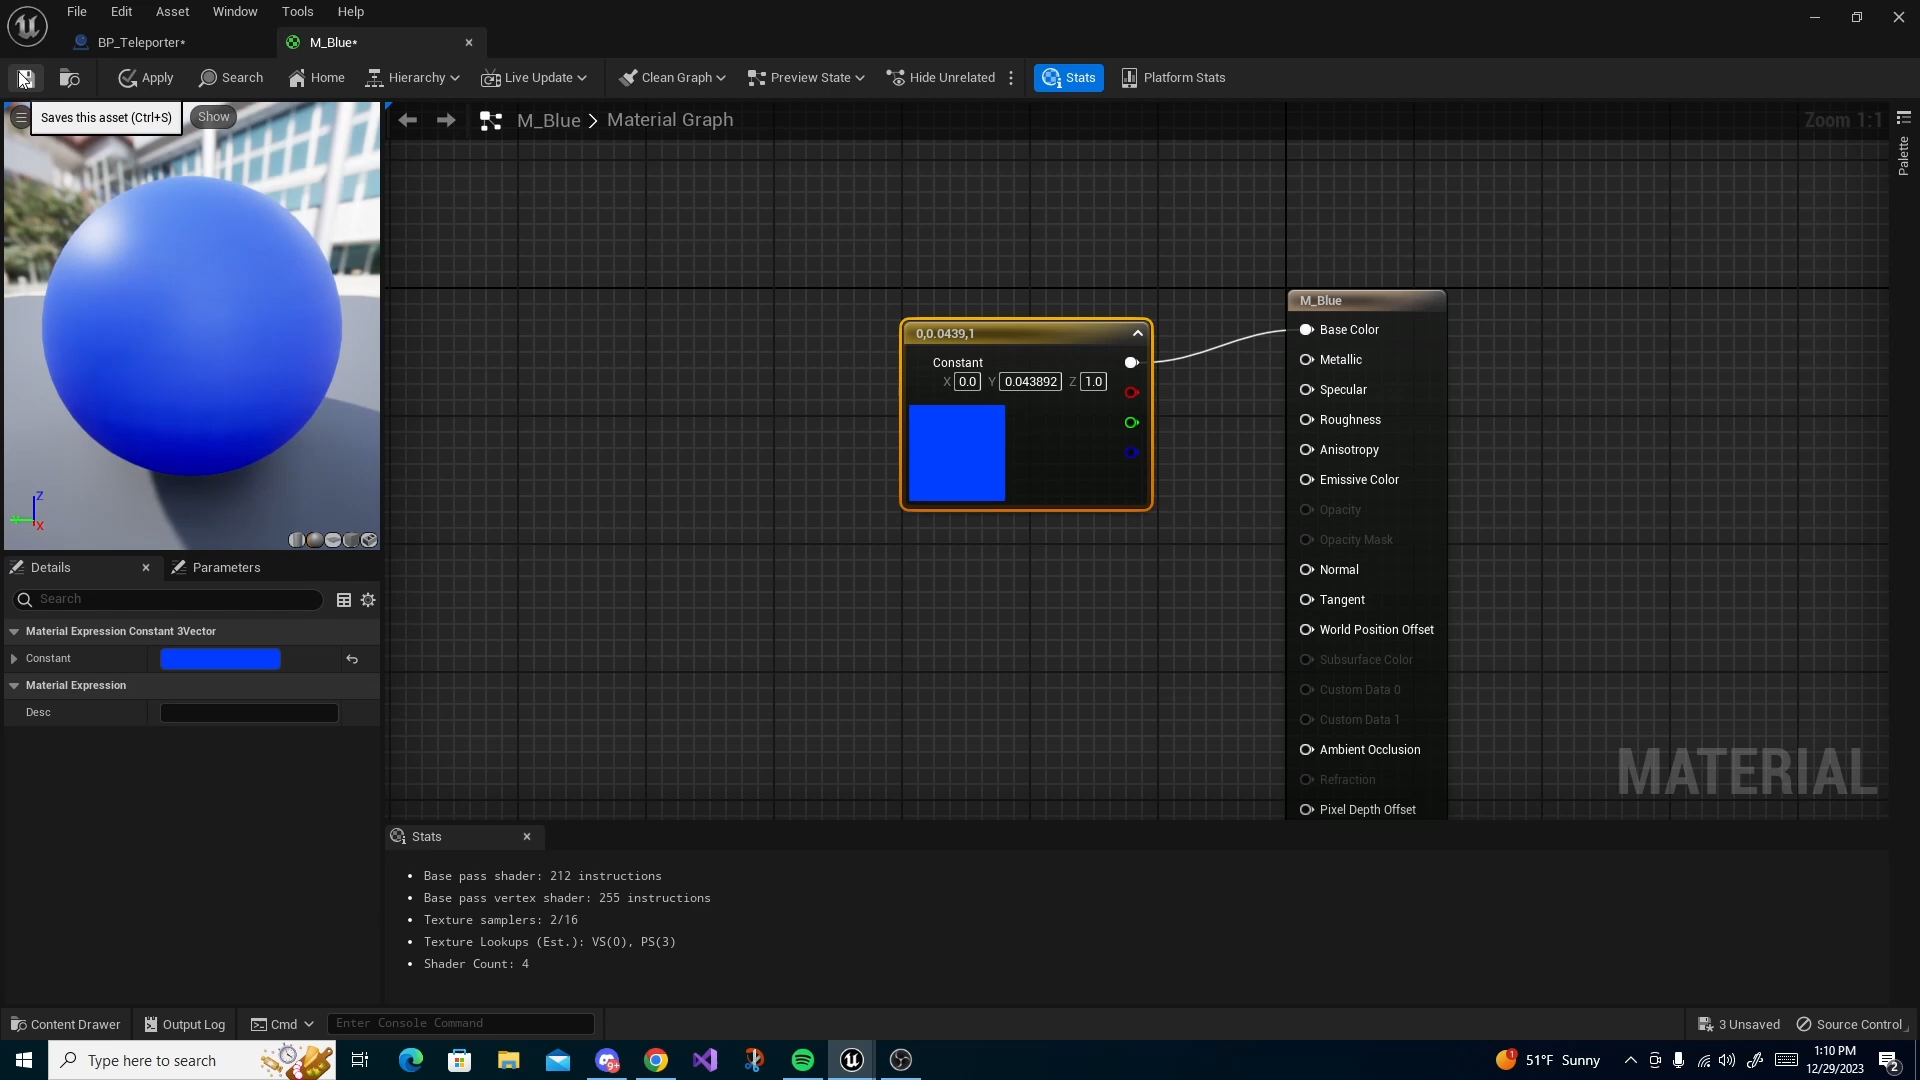 File Edit Asset Window Tools Help
BP_Teleporter* M_Blue*
Apply Search Home Hierarchy Live Update Clean Graph Preview State Hide Unrelated Stats Platform Stats
Saves this asset (Ctrl+S) Show
M_Blue > Material Graph Zoom 1:1
Palette
Z
X
0,0.0439,1
Constant
X 0.0 Y 0.043892 Z 1.0
M_Blue
Base Color
Metallic
Specular
Roughness
Anisotropy
Emissive Color
Opacity
Opacity Mask
Normal
Tangent
World Position Offset
Subsurface Color
Custom Data 0
Custom Data 1
Ambient Occlusion
Refraction
Pixel Depth Offset
MATERIAL
Details Parameters
Search
Material Expression Constant 3Vector
Constant
Material Expression
Desc
Stats
• Base pass shader: 212 instructions
• Base pass vertex shader: 255 instructions
• Texture samplers: 2/16
• Texture Lookups (Est.): VS(0), PS(3)
• Shader Count: 4
Content Drawer Output Log Cmd Enter Console Command 3 Unsaved Source Control
Type here to search 9+ 1 51°F Sunny 1:10 PM
12/29/2023 2